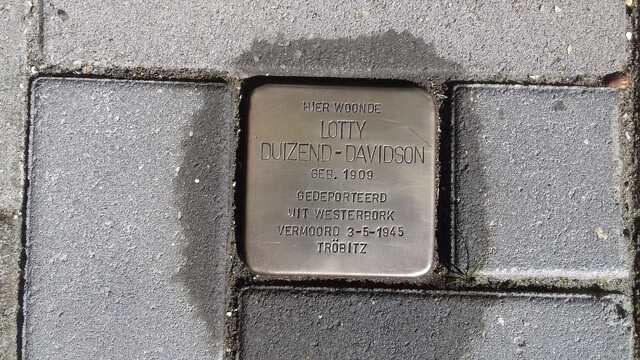 HIER WOONDE
LOTTY
DUIZEND-DAVIDSON
GEB. 1909
GEDEPORTEERD
UIT WESTERBORK
VERMOORD 3-5-1945
TRÖBITZ